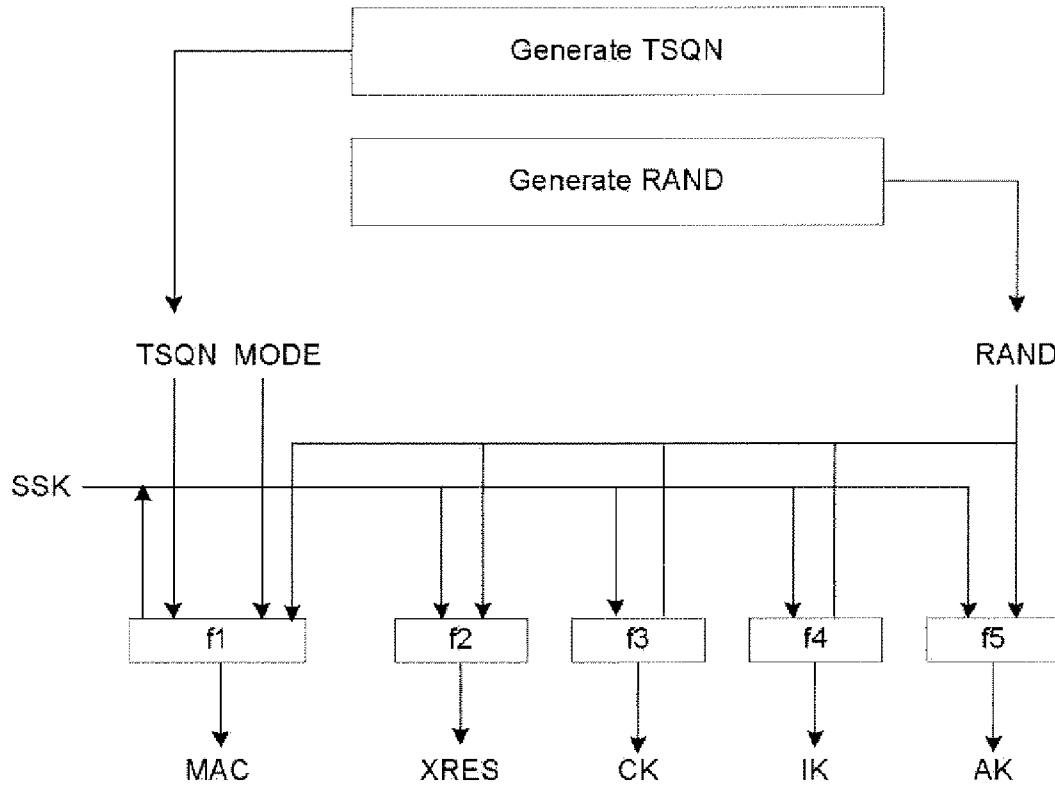 Generate TSQN
Generate RAND
TSQN MODE RAND
SSK
f1 f2 f3 f4 f5
MAC XRES CK IK AK